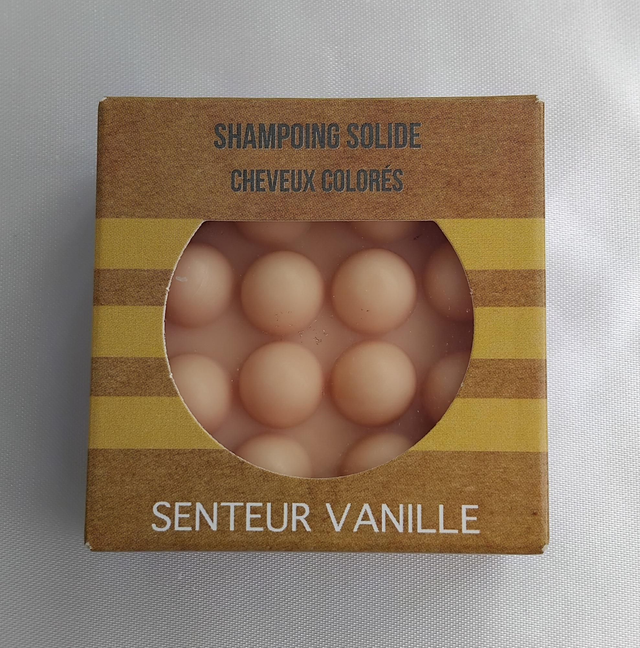 SHAMPOING SOLIDE
CHEVEUX COLORÉS
SENTEUR VANILLE